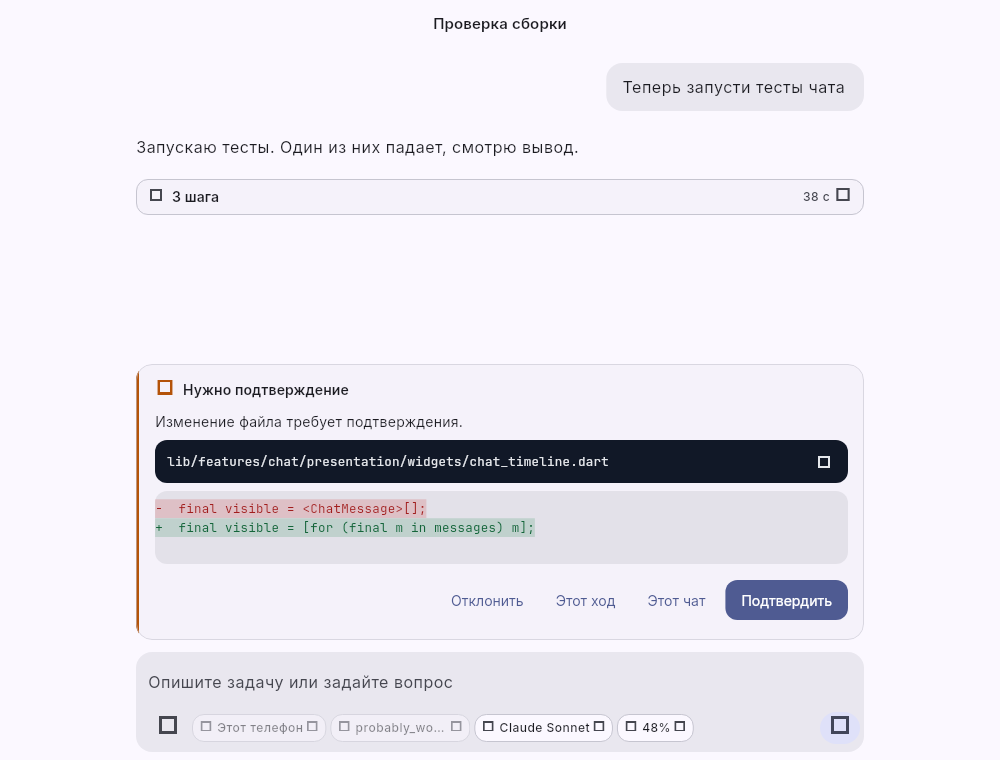 Проверка сборки
Теперь запусти тесты чата
Запускаю тесты. Один из них падает, смотрю вывод.
3 шага 38 с
Нужно подтверждение
Изменение файла требует подтверждения.
lib/features/chat/presentation/widgets/chat_timeline.dart
-  final visible = <ChatMessage>[];
+  final visible = [for (final m in messages) m];
Отклонить Этот ход Этот чат Подтвердить
Опишите задачу или задайте вопрос
Этот телефон probably_wo... Claude Sonnet 48%